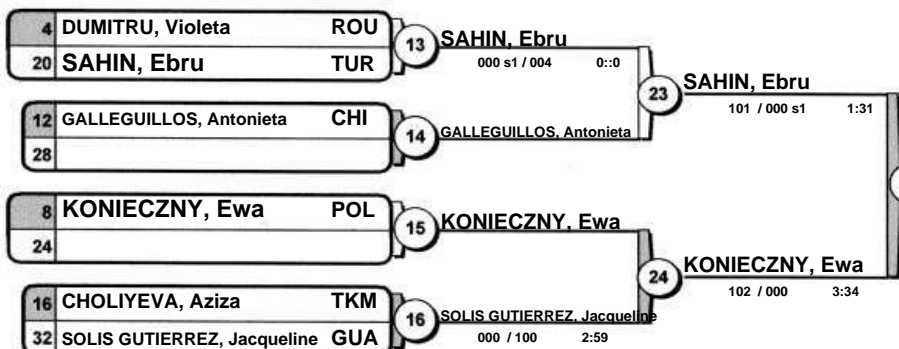 4 DUMITRU, Violeta ROU
20 SAHIN, Ebru TUR
13 SAHIN, Ebru
000 s1 / 004 0::0
12 GALLEGUILLOS, Antonieta CHI
28
14 GALLEGUILLOS, Antonieta
23 SAHIN, Ebru
101 / 000 s1 1:31
8 KONIECZNY, Ewa POL
24
15 KONIECZNY, Ewa
16 CHOLIYEVA, Aziza TKM
32 SOLIS GUTIERREZ, Jacqueline GUA
16 SOLIS GUTIERREZ, Jacqueline
000 / 100 2:59
24 KONIECZNY, Ewa
102 / 000 3:34